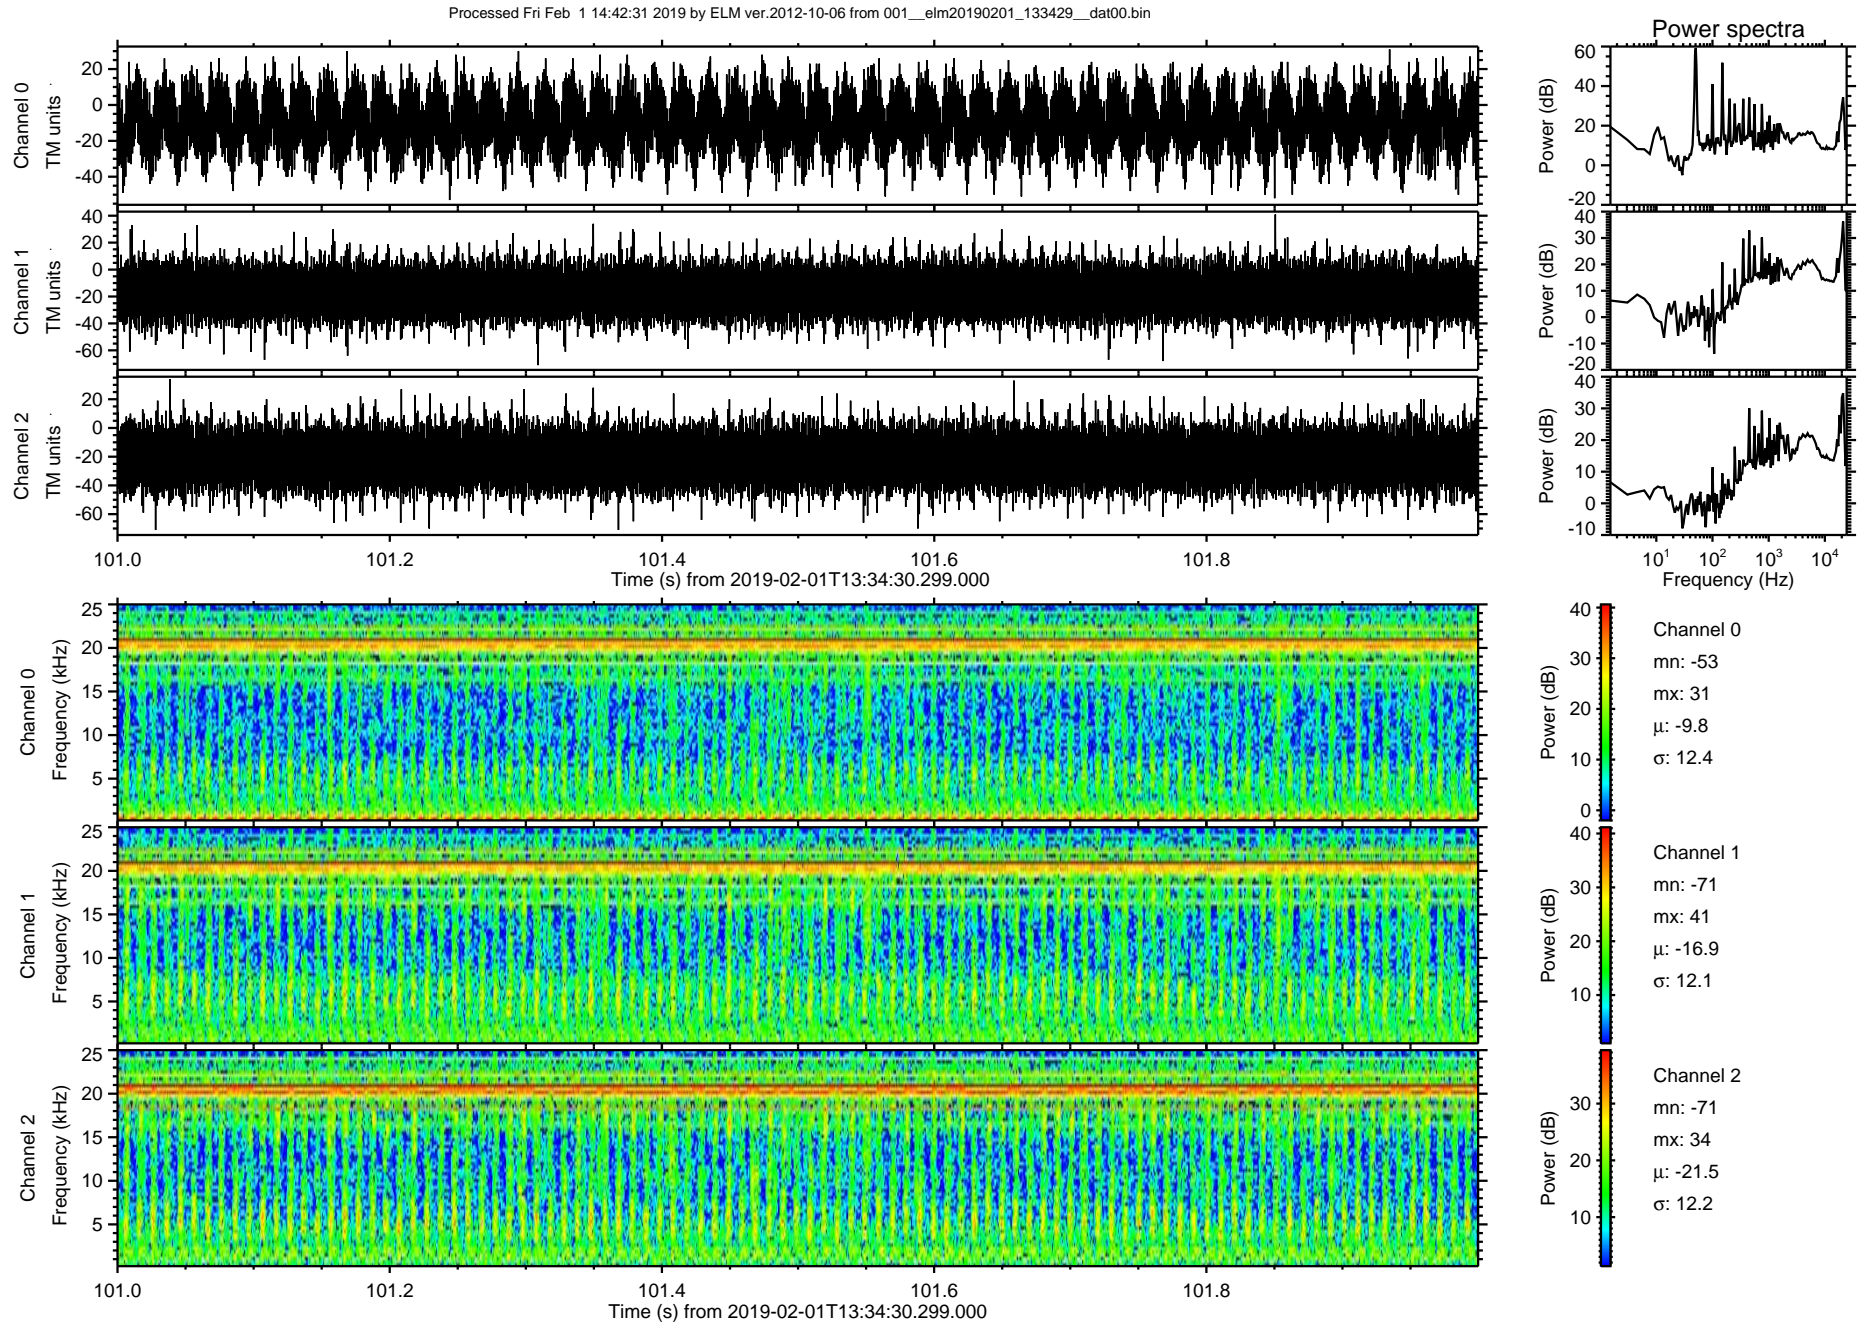 Processed Fri Feb  1 14:42:31 2019 by ELM ver.2012-10-06 from 001__elm20190201_133429__dat00.bin
Power spectra
Channel 0
TM units
20
0
-20
-40
Power (dB)
60
40
20
0
-20
Channel 1
TM units
40
20
0
-20
-40
-60
Power (dB)
40
30
20
10
0
-10
-20
Channel 2
TM units
20
0
-20
-40
-60
Power (dB)
40
30
20
10
0
-10
101.0 101.2 101.4 101.6 101.8
Time (s) from 2019-02-01T13:34:30.299.000
10^1 10^2 10^3 10^4
Frequency (Hz)
Channel 0
Frequency (kHz)
25
20
15
10
5
Power (dB)
40
30
20
10
0
Channel 0
mn: -53
mx: 31
μ: -9.8
σ: 12.4
Channel 1
Frequency (kHz)
25
20
15
10
5
Power (dB)
40
30
20
10
Channel 1
mn: -71
mx: 41
μ: -16.9
σ: 12.1
Channel 2
Frequency (kHz)
25
20
15
10
5
Power (dB)
30
20
10
Channel 2
mn: -71
mx: 34
μ: -21.5
σ: 12.2
101.0 101.2 101.4 101.6 101.8
Time (s) from 2019-02-01T13:34:30.299.000